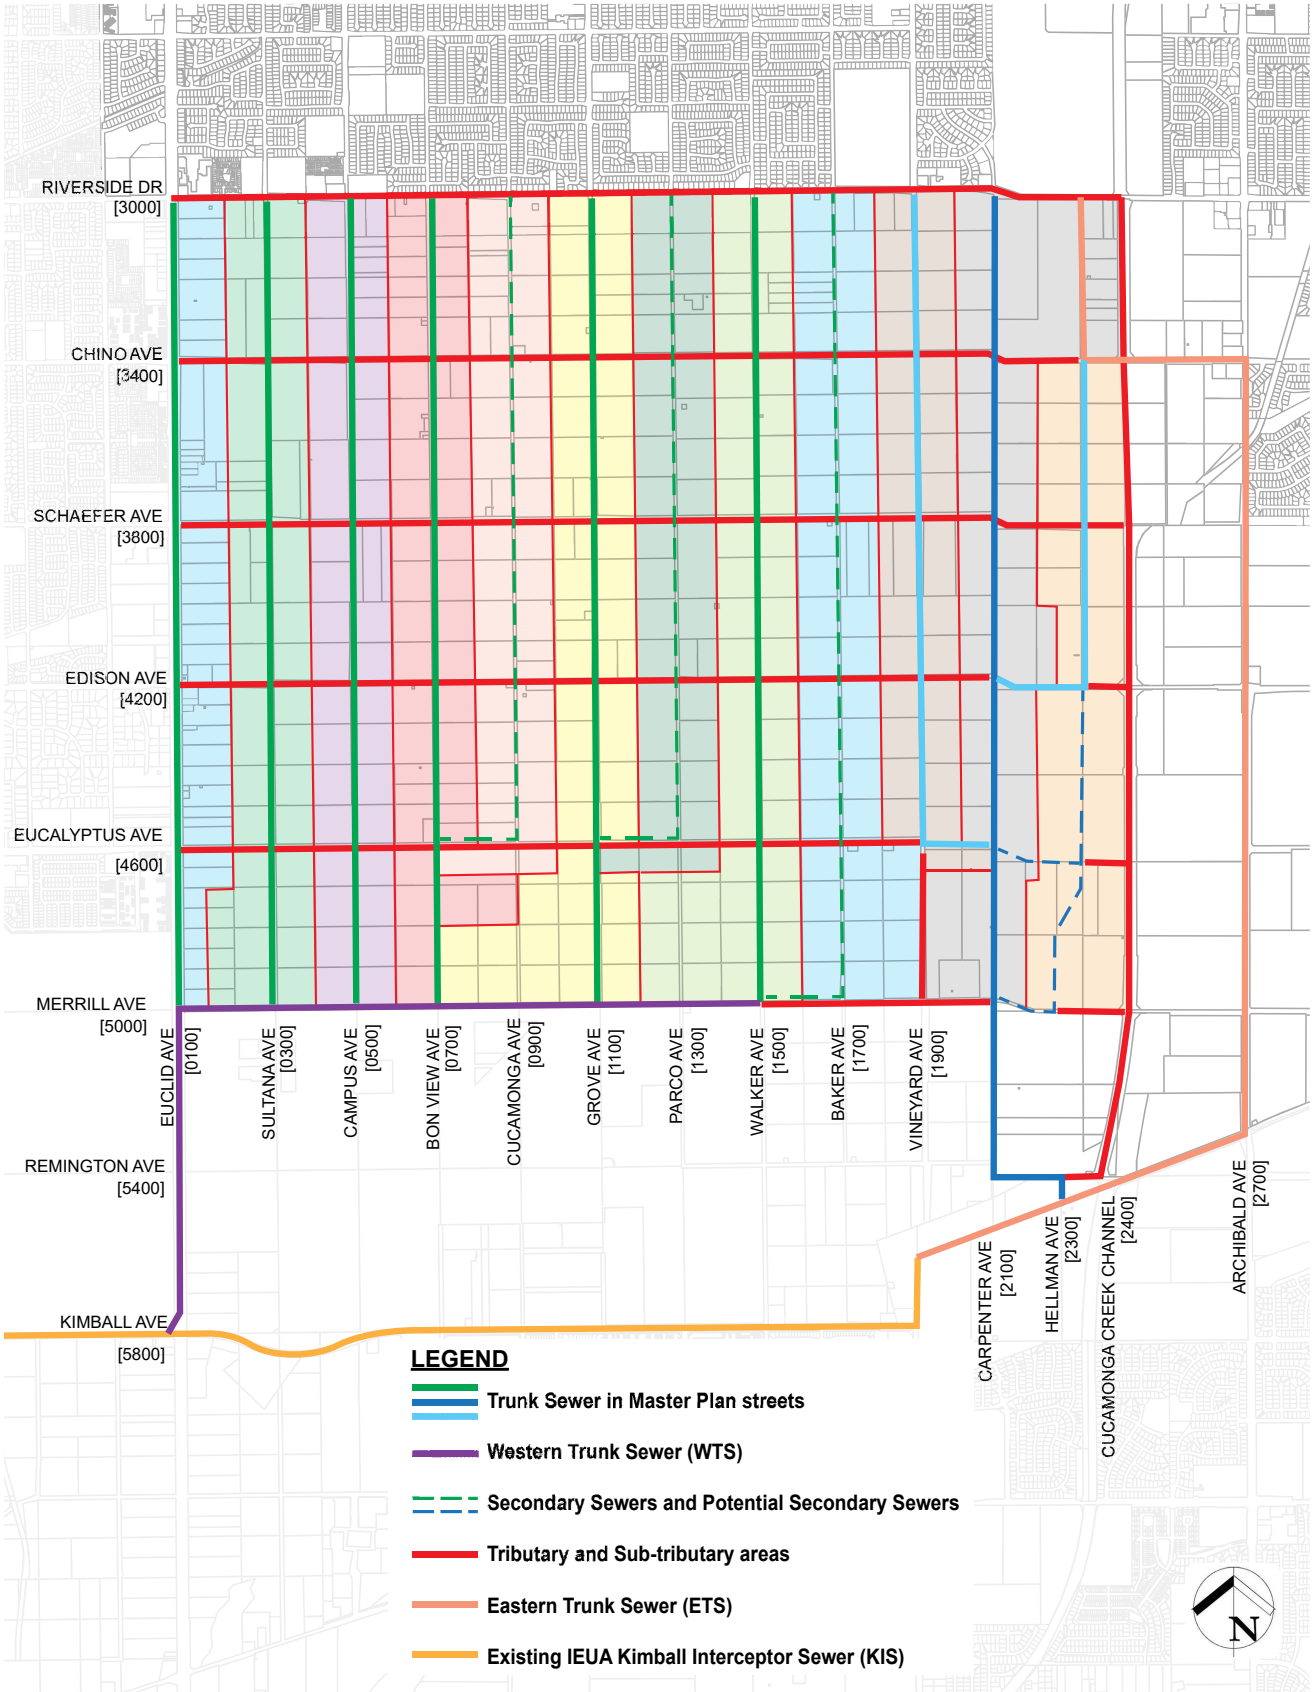 RIVERSIDE DR
[3000]
CHINO AVE
[3400]
SCHAEFER AVE
[3800]
EDISON AVE
[4200]
EUCALYPTUS AVE
[4600]
MERRILL AVE
[5000]
EUCLID AVE
[0100]
SULTANA AVE
[0300]
CAMPUS AVE
[0500]
BON VIEW AVE
[0700]
CUCAMONGA AVE
[0900]
GROVE AVE
[1100]
PARCO AVE
[1300]
WALKER AVE
[1500]
BAKER AVE
[1700]
VINEYARD AVE
[1900]
REMINGTON AVE
[5400]
CARPENTER AVE
[2100]
HELLMAN AVE
[2300]
CUCAMONGA CREEK CHANNEL
[2400]
ARCHIBALD AVE
[2700]
KIMBALL AVE
[5800]
LEGEND
Trunk Sewer in Master Plan streets
Western Trunk Sewer (WTS)
Secondary Sewers and Potential Secondary Sewers
Tributary and Sub-tributary areas
Eastern Trunk Sewer (ETS)
Existing IEUA Kimball Interceptor Sewer (KIS)
N